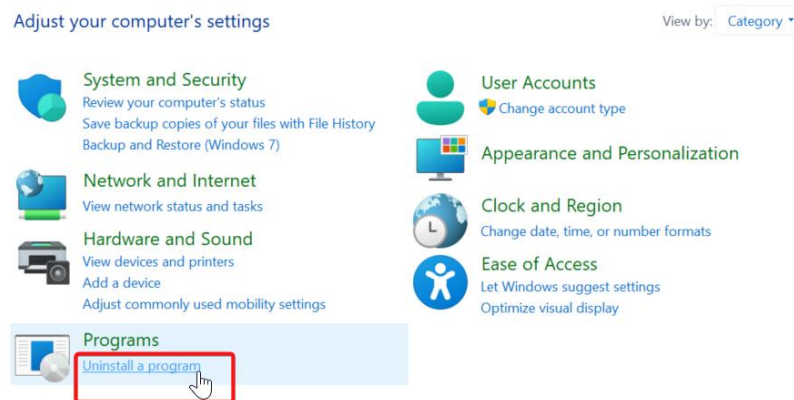 Adjust your computer's settings
View by: Category
System and Security
Review your computer's status
Save backup copies of your files with File History
Backup and Restore (Windows 7)
Network and Internet
View network status and tasks
Hardware and Sound
View devices and printers
Add a device
Adjust commonly used mobility settings
Programs
Uninstall a program
User Accounts
Change account type
Appearance and Personalization
Clock and Region
Change date, time, or number formats
Ease of Access
Let Windows suggest settings
Optimize visual display